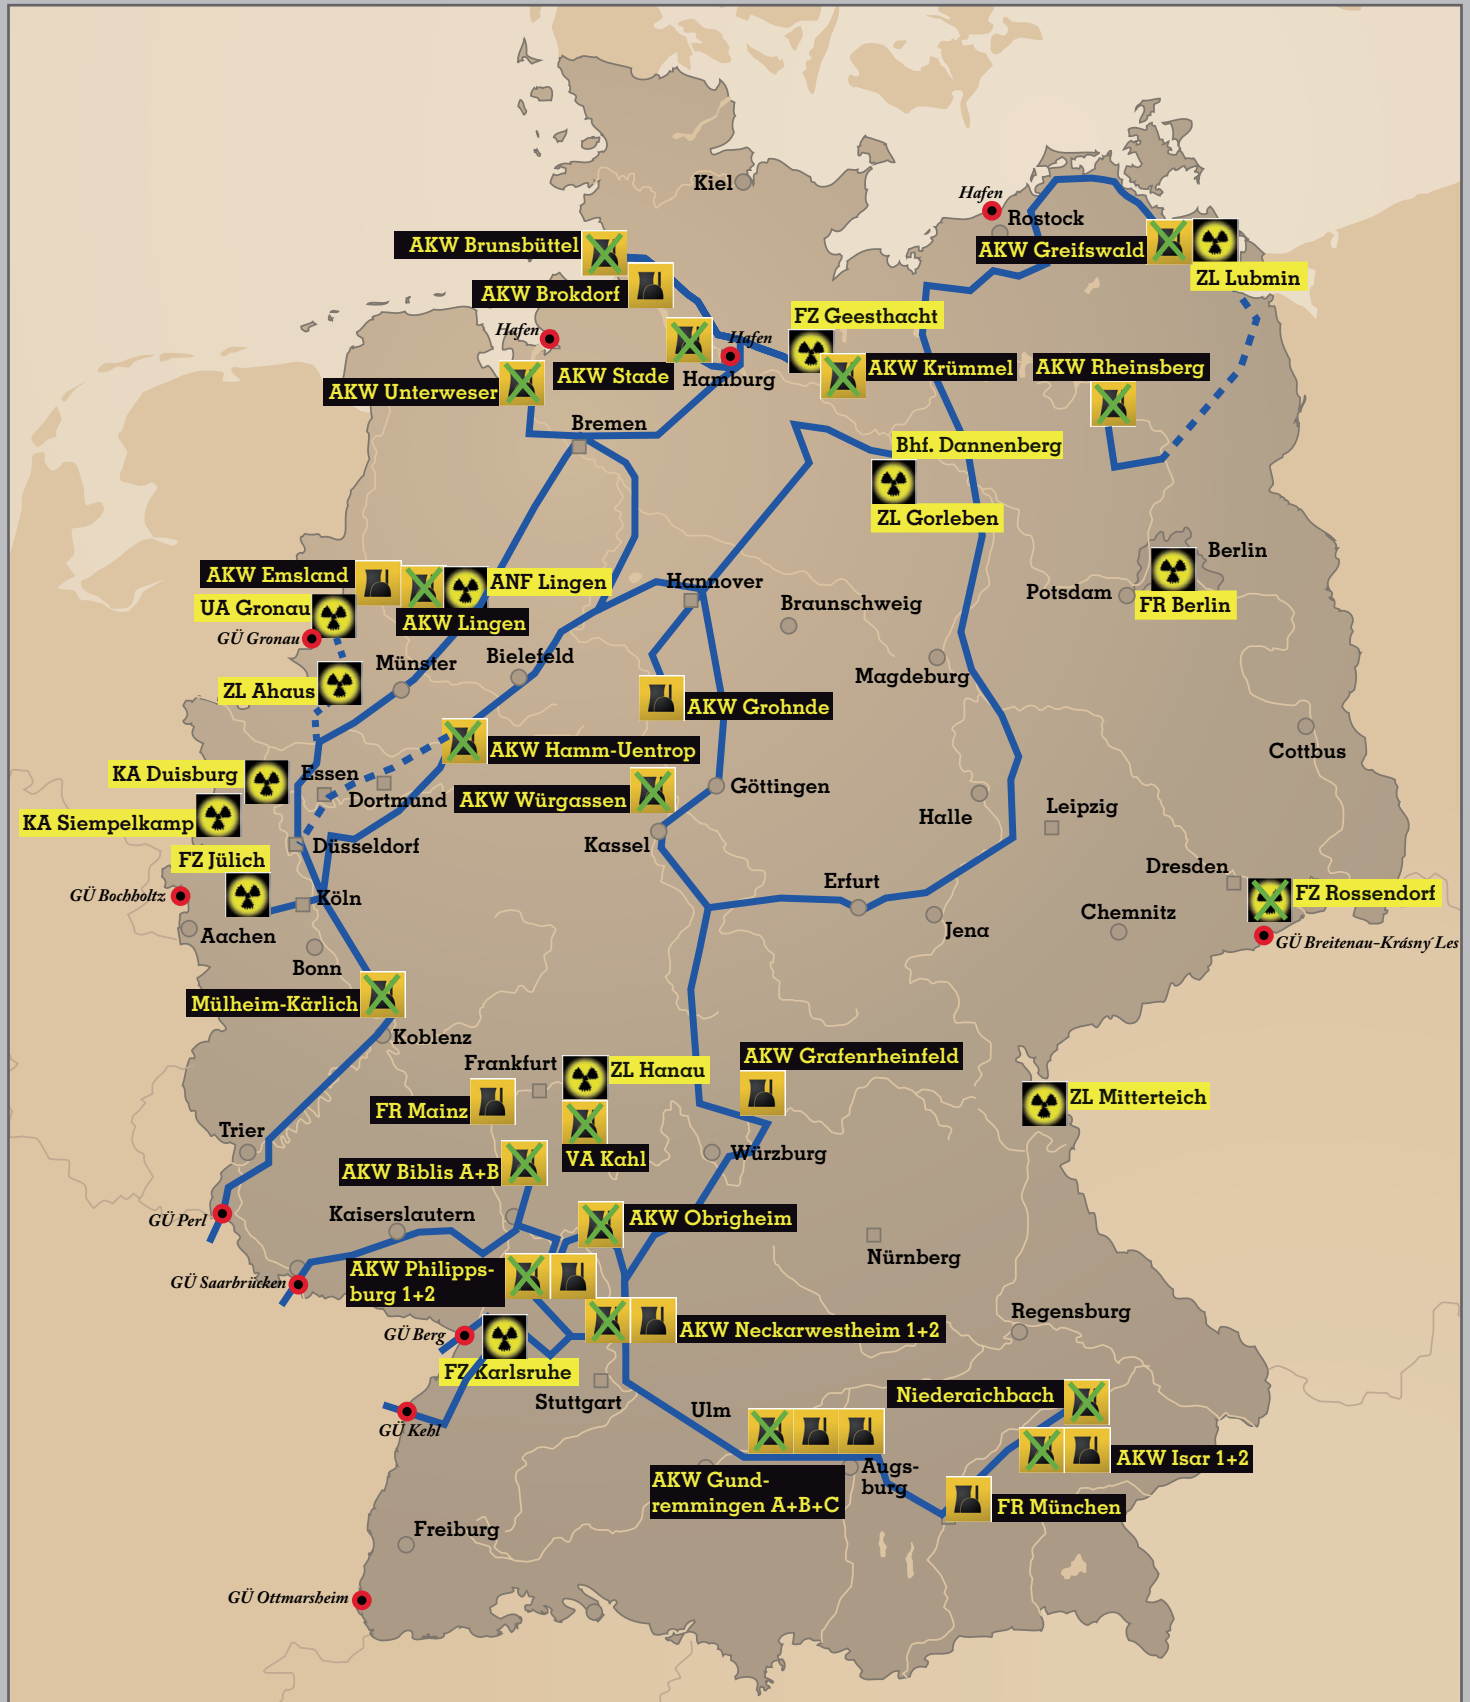 Kiel
Hafen
Rostock
AKW Brunsbüttel
AKW Greifswald
ZL Lubmin
AKW Brokdorf
FZ Geesthacht
Hafen
Hafen
AKW Stade
Hamburg
AKW Krümmel
AKW Rheinsberg
AKW Unterweser
Bremen
Bhf. Dannenberg
ZL Gorleben
Berlin
AKW Emsland
ANF Lingen
Hannover
Potsdam
FR Berlin
UA Gronau
AKW Lingen
Braunschweig
GÜ Gronau
Münster
Bielefeld
Magdeburg
ZL Ahaus
AKW Grohnde
Cottbus
AKW Hamm-Uentrop
KA Duisburg
Essen
Dortmund
AKW Würgassen
Göttingen
Halle
Leipzig
KA Siempelkamp
Düsseldorf
Kassel
FZ Jülich
Dresden
Erfurt
GÜ Bochholtz
Köln
FZ Rossendorf
Chemnitz
Jena
Aachen
GÜ Breitenau-Krásný Les
Bonn
Mülheim-Kärlich
Koblenz
Frankfurt
ZL Hanau
AKW Grafenrheinfeld
FR Mainz
ZL Mitterteich
Trier
VA Kahl
Würzburg
AKW Biblis A+B
GÜ Perl
Kaiserslautern
AKW Obrigheim
Nürnberg
GÜ Saarbrücken
AKW Philipps-
burg 1+2
Regensburg
GÜ Berg
AKW Neckarwestheim 1+2
FZ Karlsruhe
Stuttgart
Ulm
Niederaichbach
GÜ Kehl
AKW Isar 1+2
Augs-
burg
AKW Gund-
remmingen A+B+C
FR München
Freiburg
GÜ Ottmarsheim